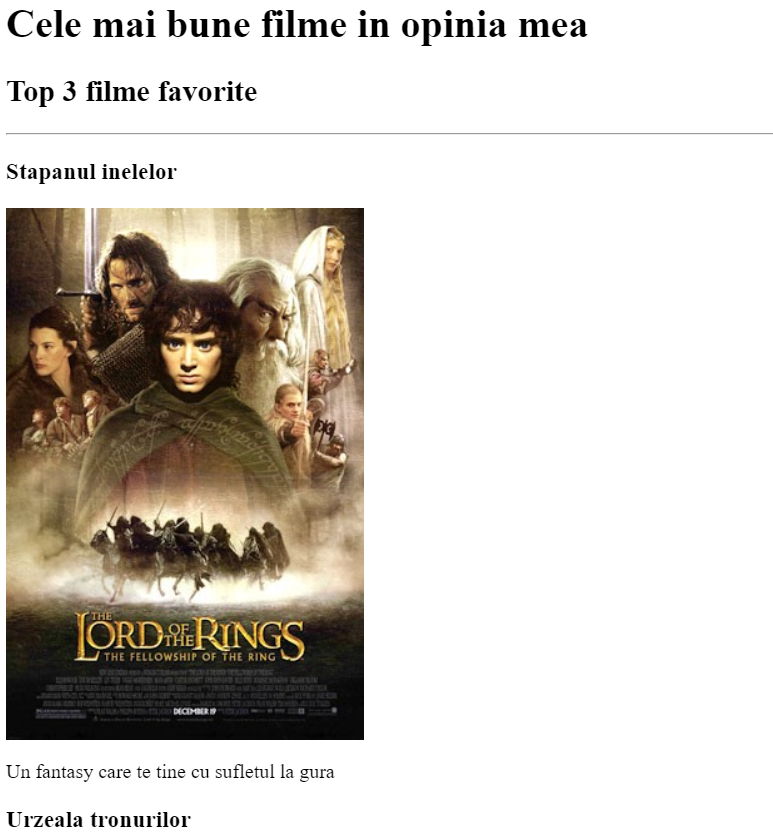 Cele mai bune filme in opinia mea
Top 3 filme favorite
Stapanul inelelor
THE
LORD OF THE RINGS
THE FELLOWSHIP OF THE RING
DECEMBER 19
Un fantasy care te tine cu sufletul la gura
Urzeala tronurilor